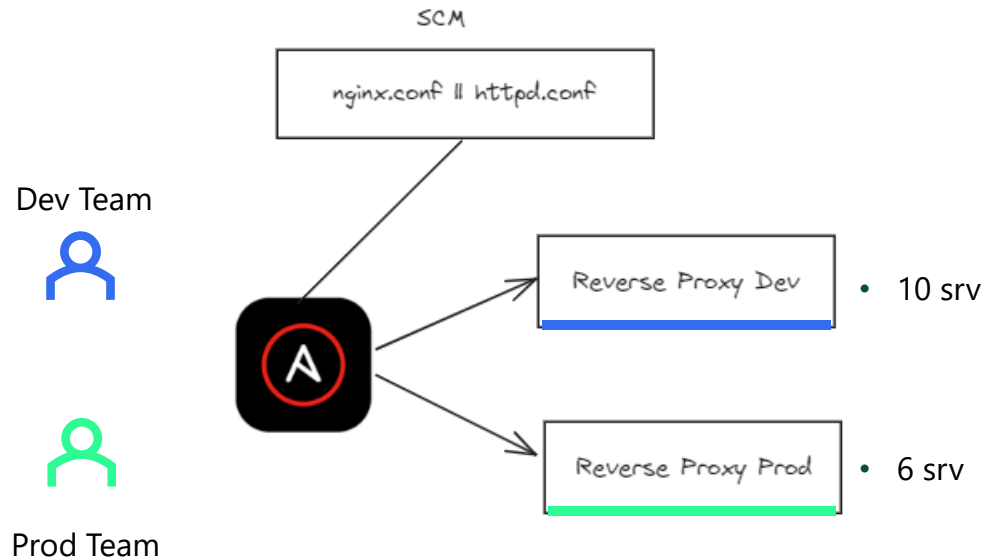 SCM
nginx.conf || httpd.conf
Dev Team
Reverse Proxy Dev
• 10 srv
Reverse Proxy Prod
• 6 srv
Prod Team